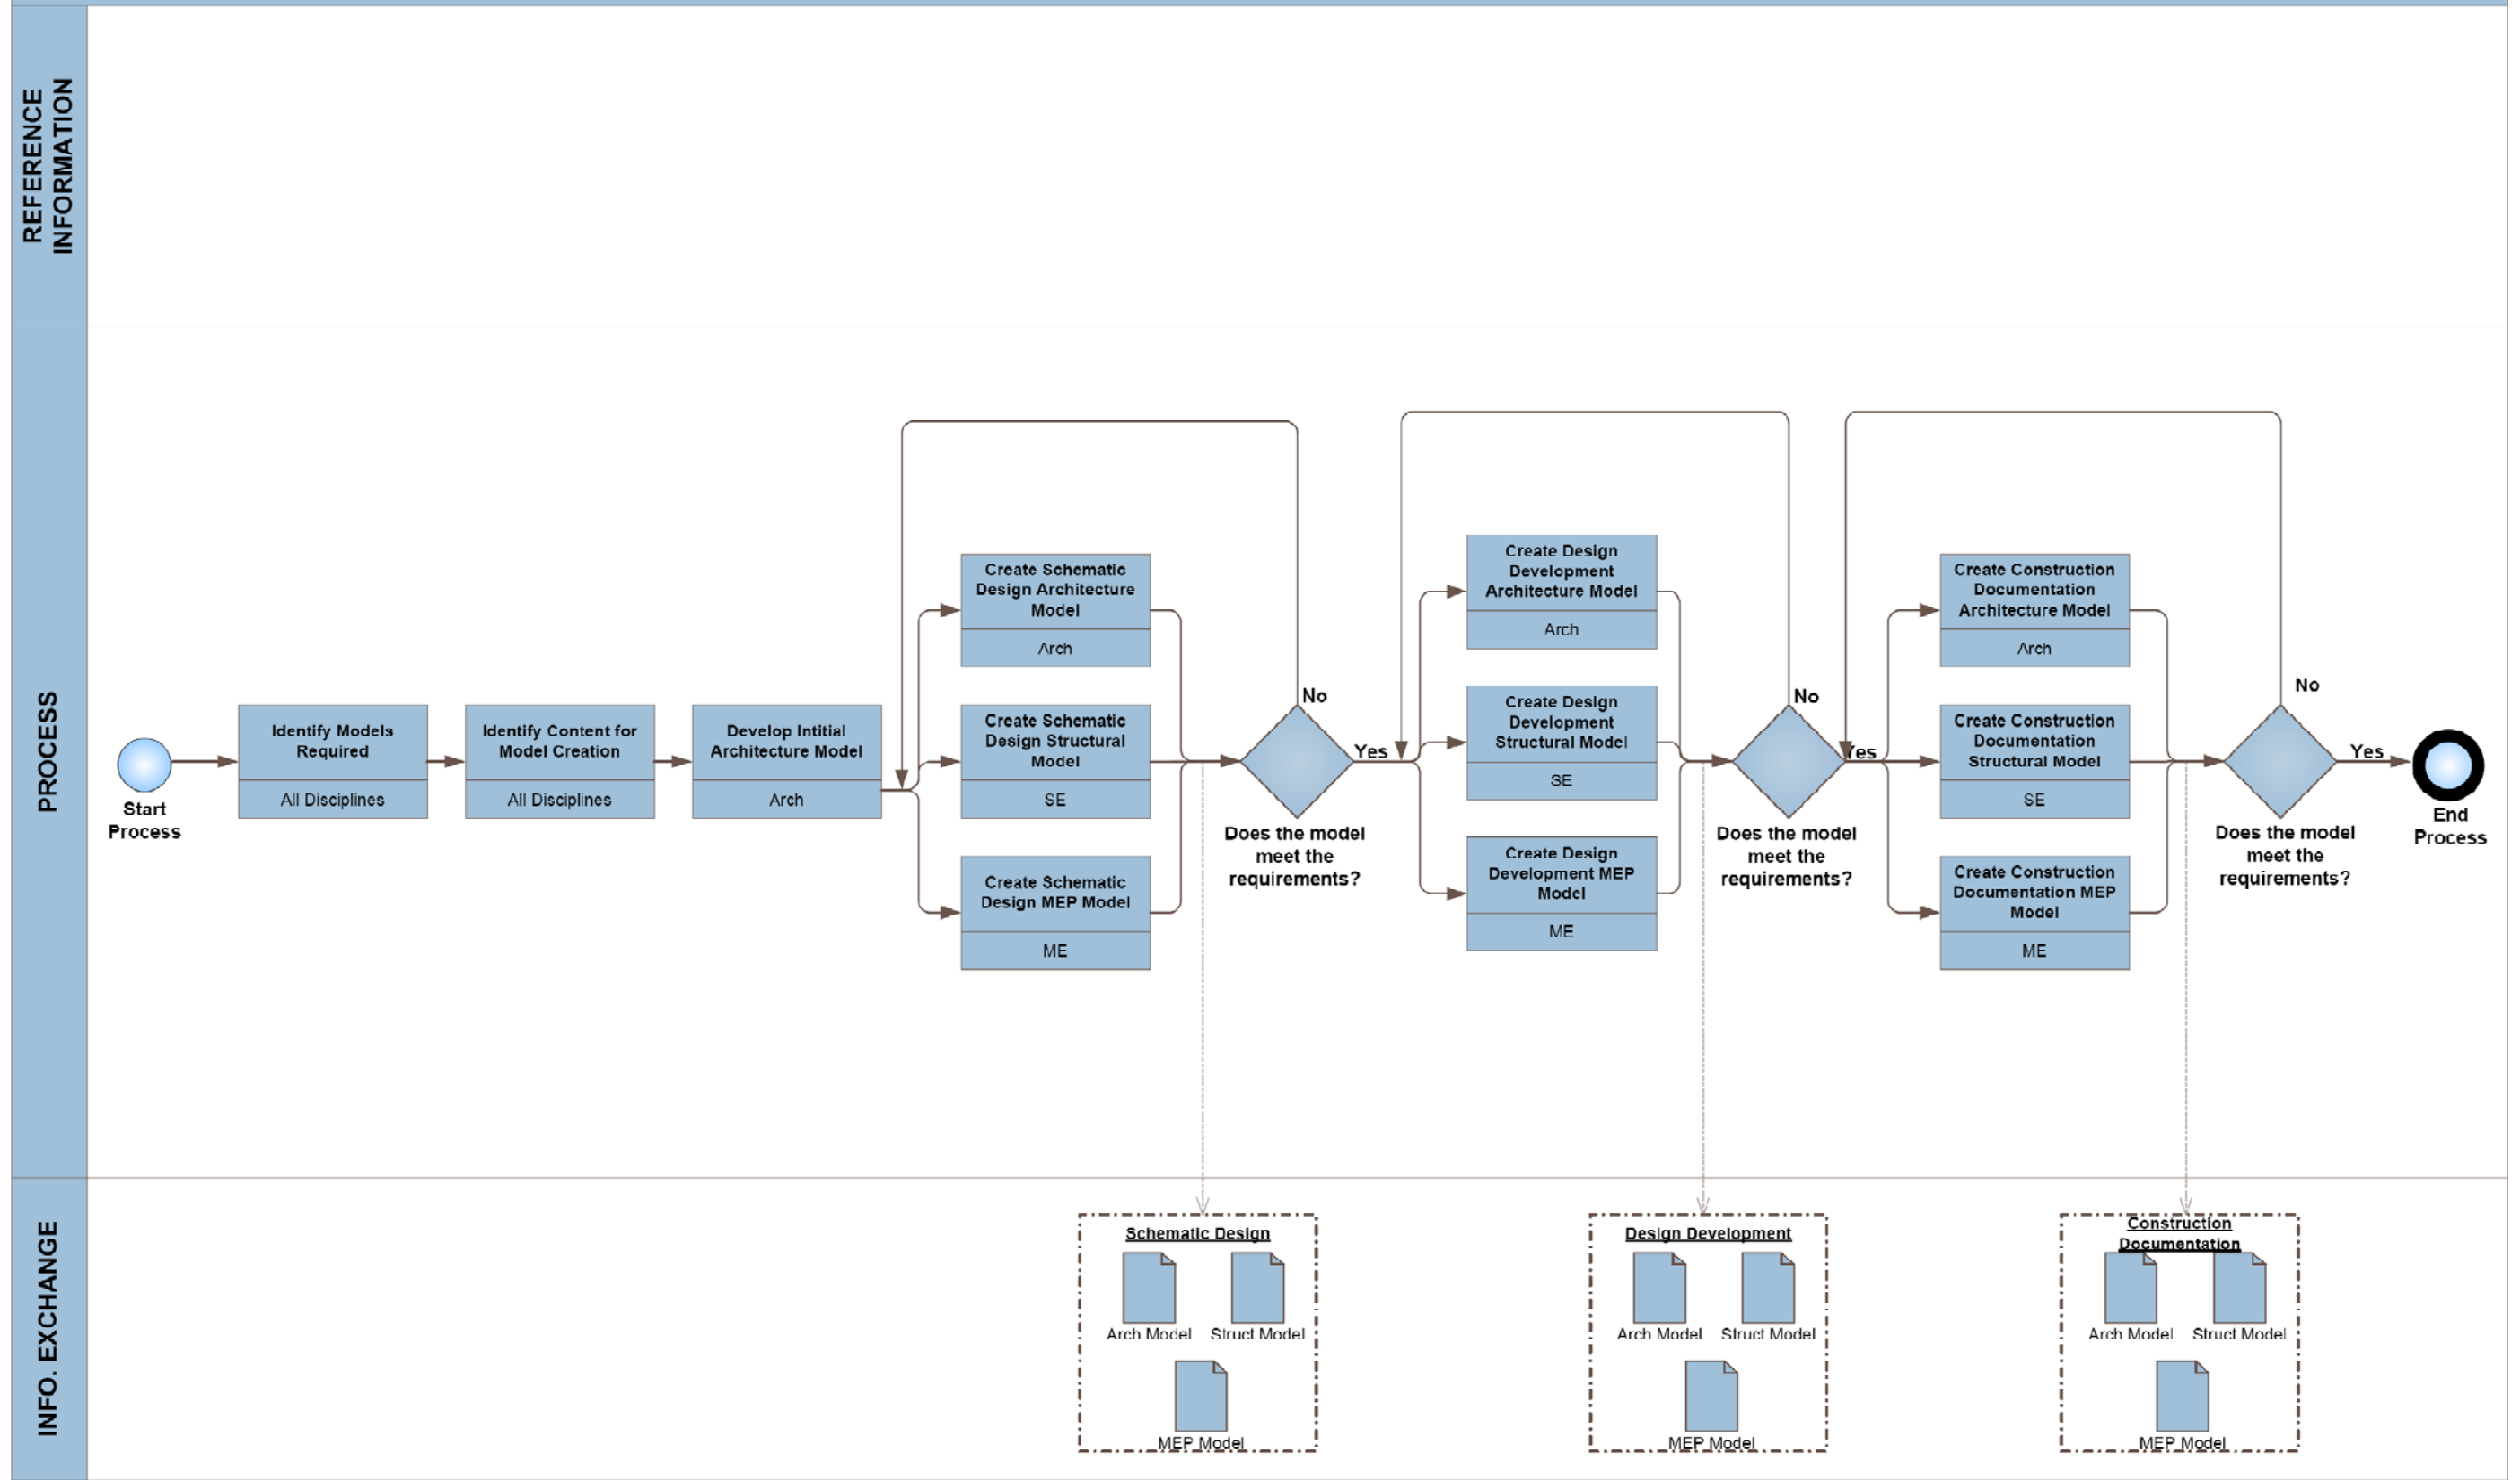 REFERENCE
INFORMATION
PROCESS
Start
Process
Identify Models
Required
All Disciplines
Identify Content for
Model Creation
All Disciplines
Develop Intitial
Architecture Model
Arch
Create Schematic
Design Architecture
Model
Arch
Create Schematic
Design Structural
Model
SE
Create Schematic
Design MEP Model
ME
No
Yes
Does the model
meet the
requirements?
Create Design
Development
Architecture Model
Arch
Create Design
Development
Structural Model
SE
Create Design
Development MEP
Model
ME
No
Yes
Does the model
meet the
requirements?
Create Construction
Documentation
Architecture Model
Arch
Create Construction
Documentation
Structural Model
SE
Create Construction
Documentation MEP
Model
ME
No
Yes
Does the model
meet the
requirements?
End
Process
INFO. EXCHANGE
Schematic Design
Arch Model
Struct Model
MEP Model
Design Development
Arch Model
Struct Model
MEP Model
Construction
Documentation
Arch Model
Struct Model
MEP Model